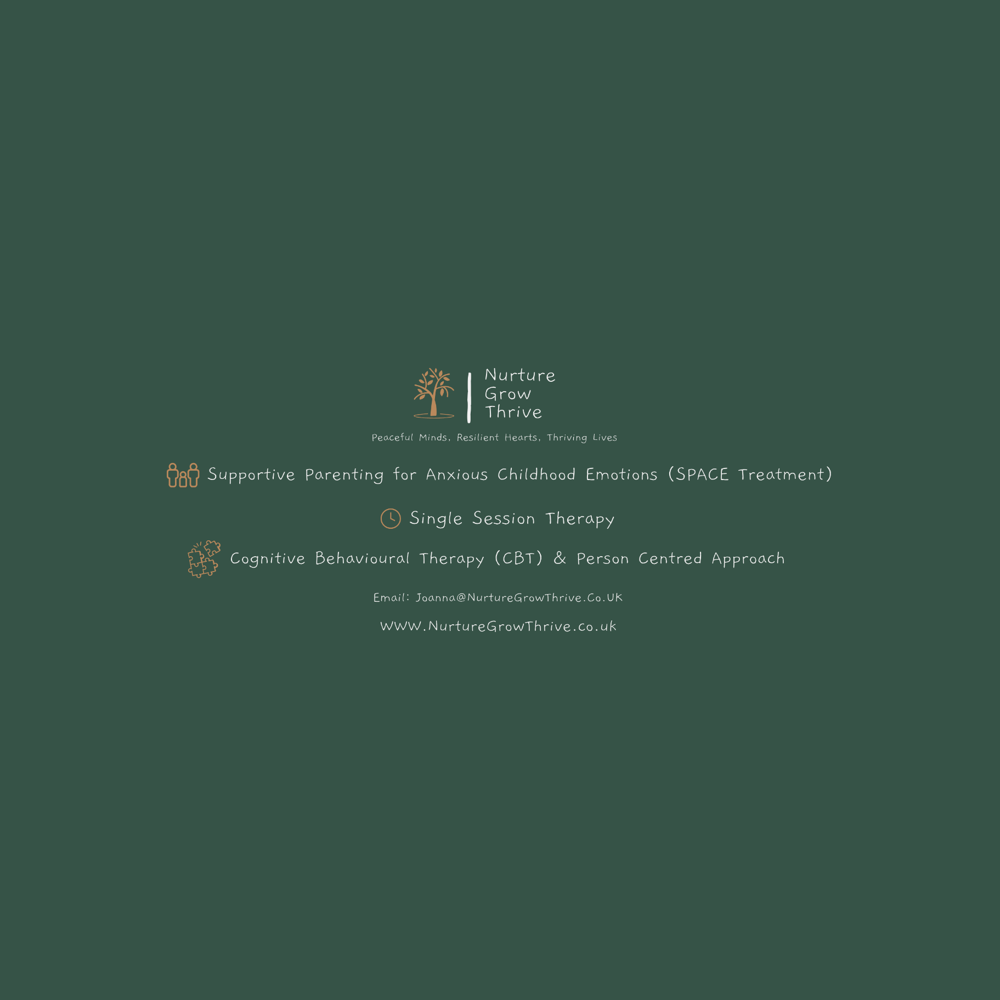 Nurture
Grow
Thrive
Peaceful Minds, Resilient Hearts, Thriving Lives
Supportive Parenting for Anxious Childhood Emotions (SPACE Treatment)
Single Session Therapy
Cognitive Behavioural Therapy (CBT) & Person Centred Approach
Email: Joanna@NurtureGrowThrive.Co.UK
WWW.NurtureGrowThrive.co.uk